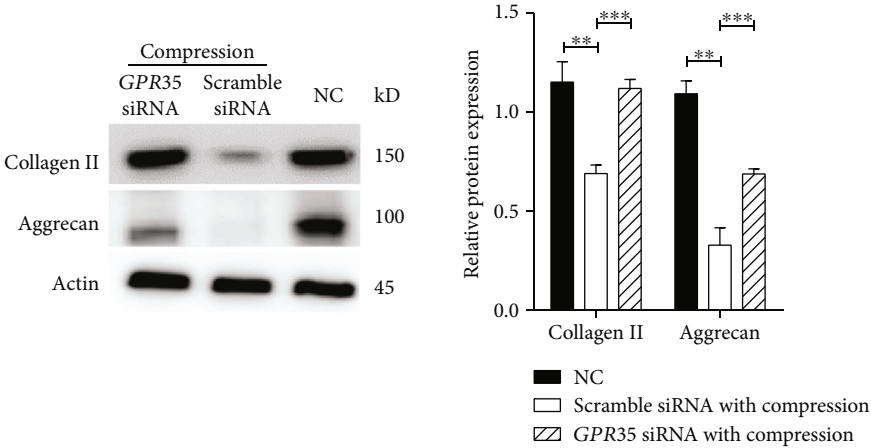 Compression
GPR35
siRNA
Scramble
siRNA
NC
kD
Collagen II
150
Aggrecan
100
Actin
45
Relative protein expression
1.5
1.0
0.5
0.0
**
***
**
***
Collagen II
Aggrecan
NC
Scramble siRNA with compression
GPR35 siRNA with compression